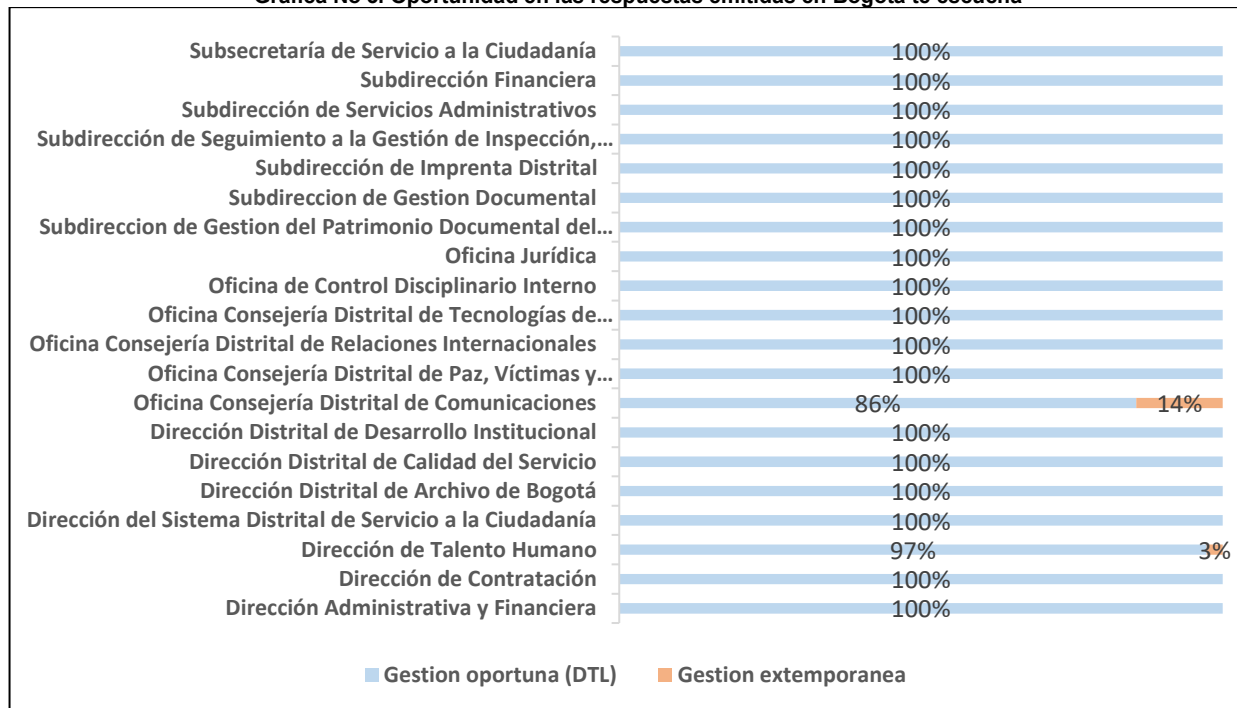 Subsecretaría de Servicio a la Ciudadanía 100%
Subdirección Financiera 100%
Subdirección de Servicios Administrativos 100%
Subdirección de Seguimiento a la Gestión de Inspección,... 100%
Subdirección de Imprenta Distrital 100%
Subdireccion de Gestion Documental 100%
Subdireccion de Gestion del Patrimonio Documental del... 100%
Oficina Jurídica 100%
Oficina de Control Disciplinario Interno 100%
Oficina Consejería Distrital de Tecnologías de... 100%
Oficina Consejería Distrital de Relaciones Internacionales 100%
Oficina Consejería Distrital de Paz, Víctimas y... 100%
Oficina Consejería Distrital de Comunicaciones 86% 14%
Dirección Distrital de Desarrollo Institucional 100%
Dirección Distrital de Calidad del Servicio 100%
Dirección Distrital de Archivo de Bogotá 100%
Dirección del Sistema Distrital de Servicio a la Ciudadanía 100%
Dirección de Talento Humano 97% 3%
Dirección de Contratación 100%
Dirección Administrativa y Financiera 100%
Gestion oportuna (DTL) Gestion extemporanea